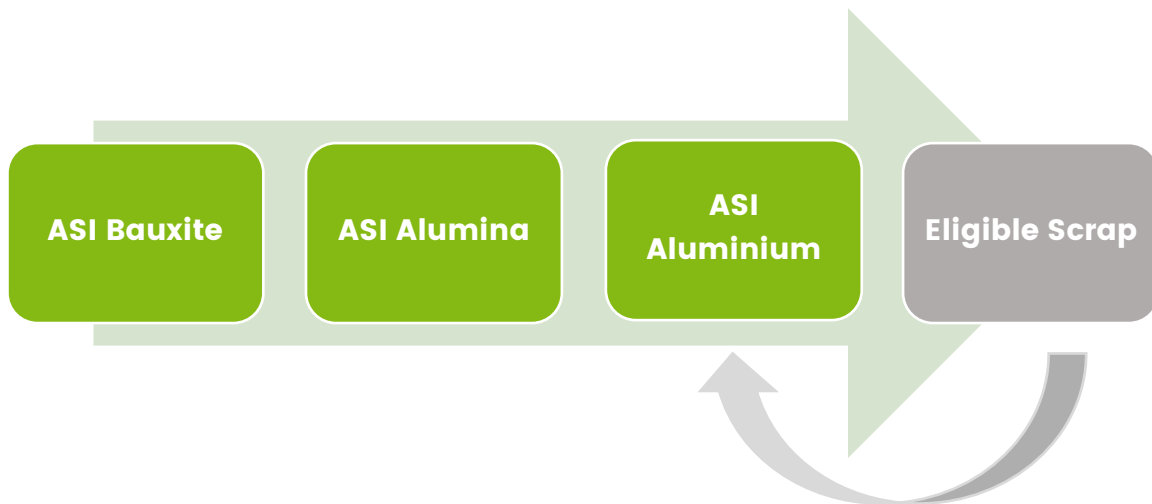 ASI Bauxite
ASI Alumina
ASI
Aluminium
Eligible Scrap